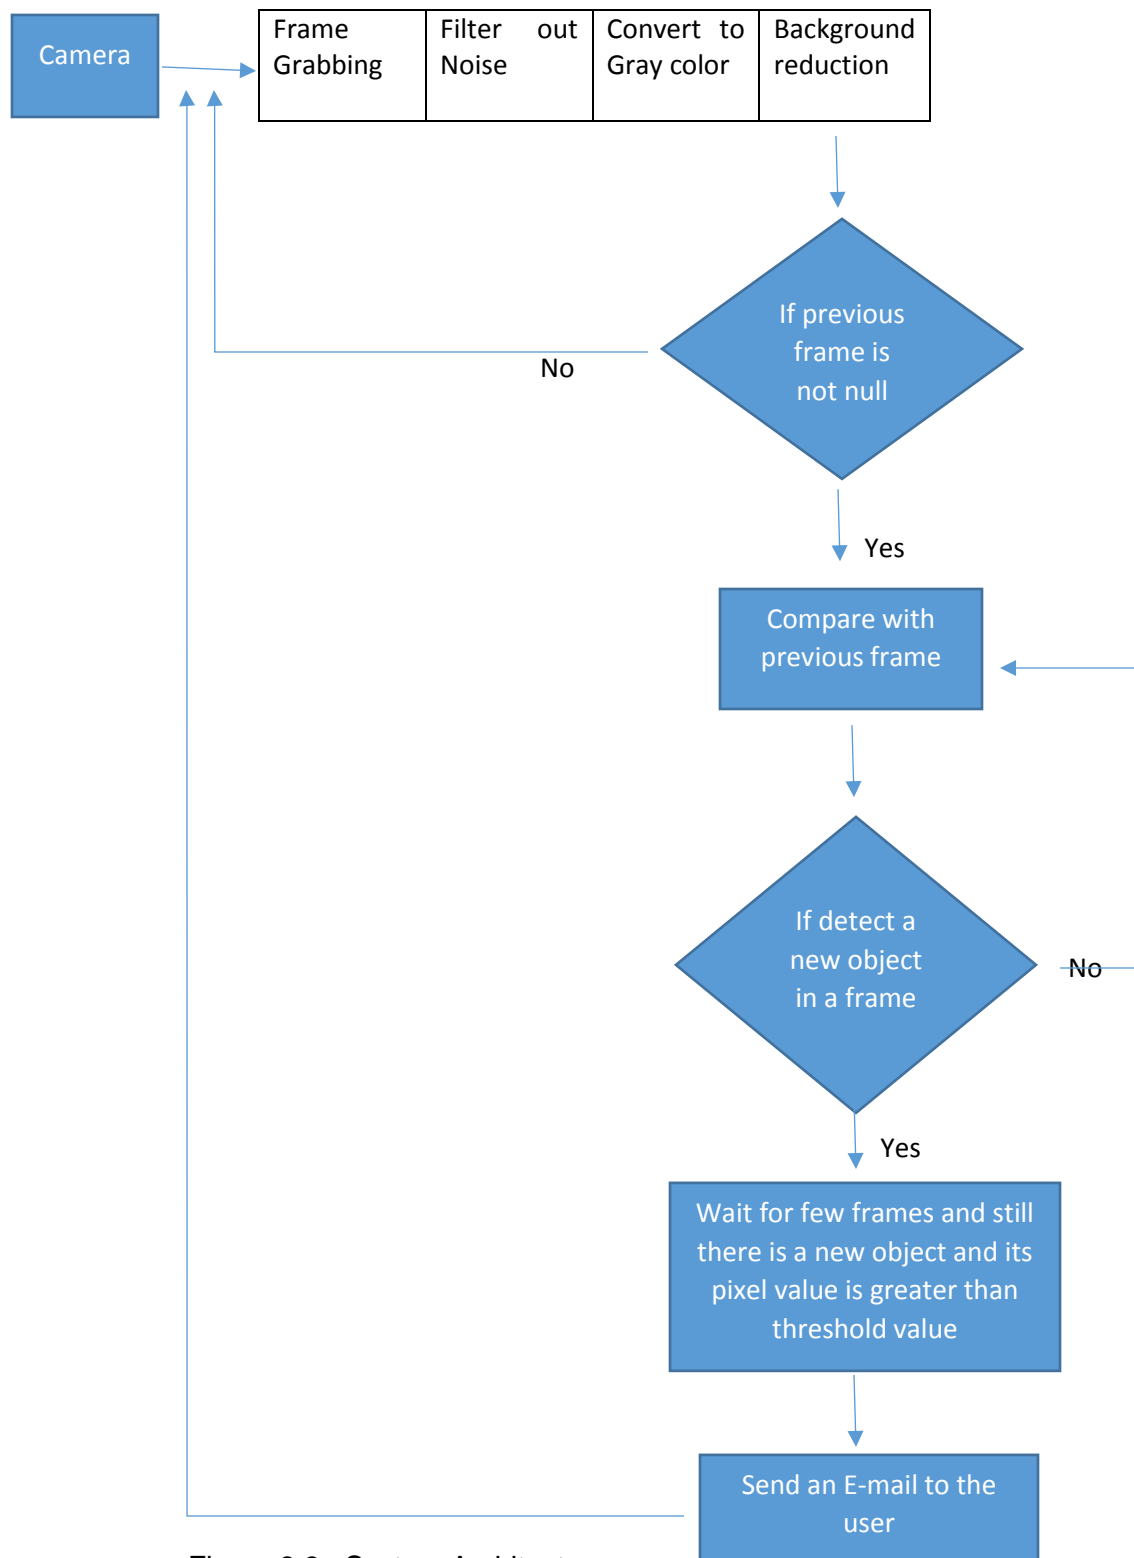 Camera
Frame
Grabbing
Filter out
Noise
Convert to
Gray color
Background
reduction
If previous
frame is
not null
No
Yes
Compare with
previous frame
If detect a
new object
in a frame
No
Yes
Wait for few frames and still
there is a new object and its
pixel value is greater than
threshold value
Send an E-mail to the
user